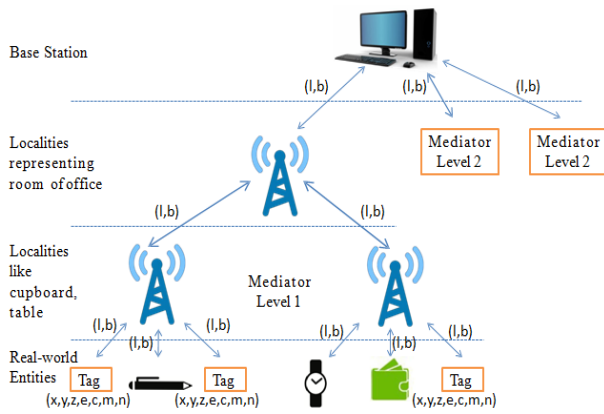 Base Station
(l,b)
(l,b)
(l,b)
Localities
representing
room of office
Mediator
Level 2
Mediator
Level 2
(l,b)
(l,b)
Localities
like
cupboard,
table
Mediator
Level 1
(l,b)
(l,b)
(l,b)
(l,b)
(l,b)
(l,b)
Real-world
Entities
Tag
Tag
Tag
(x,y,z,e,c,m,n)
(x,y,z,e,c,m,n)
(x,y,z,e,c,m,n)